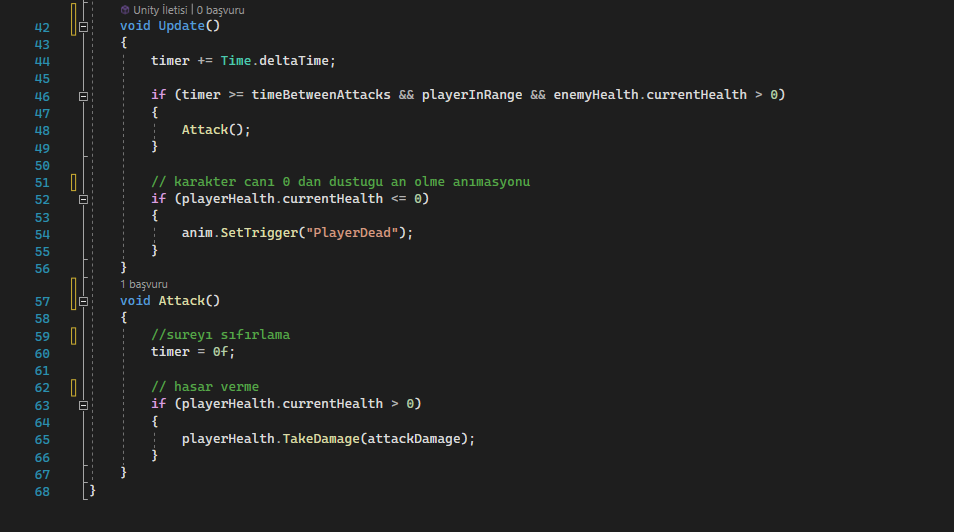 Unity İletisi | 0 başvuru
42 void Update()
43 {
44 timer += Time.deltaTime;
45
46 if (timer >= timeBetweenAttacks && playerInRange && enemyHealth.currentHealth > 0)
47 {
48 Attack();
49 }
50
51 // karakter canı 0 dan dustugu an olme anımasyonu
52 if (playerHealth.currentHealth <= 0)
53 {
54 anim.SetTrigger("PlayerDead");
55 }
56 }
1 başvuru
57 void Attack()
58 {
59 //sureyı sıfırlama
60 timer = 0f;
61
62 // hasar verme
63 if (playerHealth.currentHealth > 0)
64 {
65 playerHealth.TakeDamage(attackDamage);
66 }
67 }
68 }